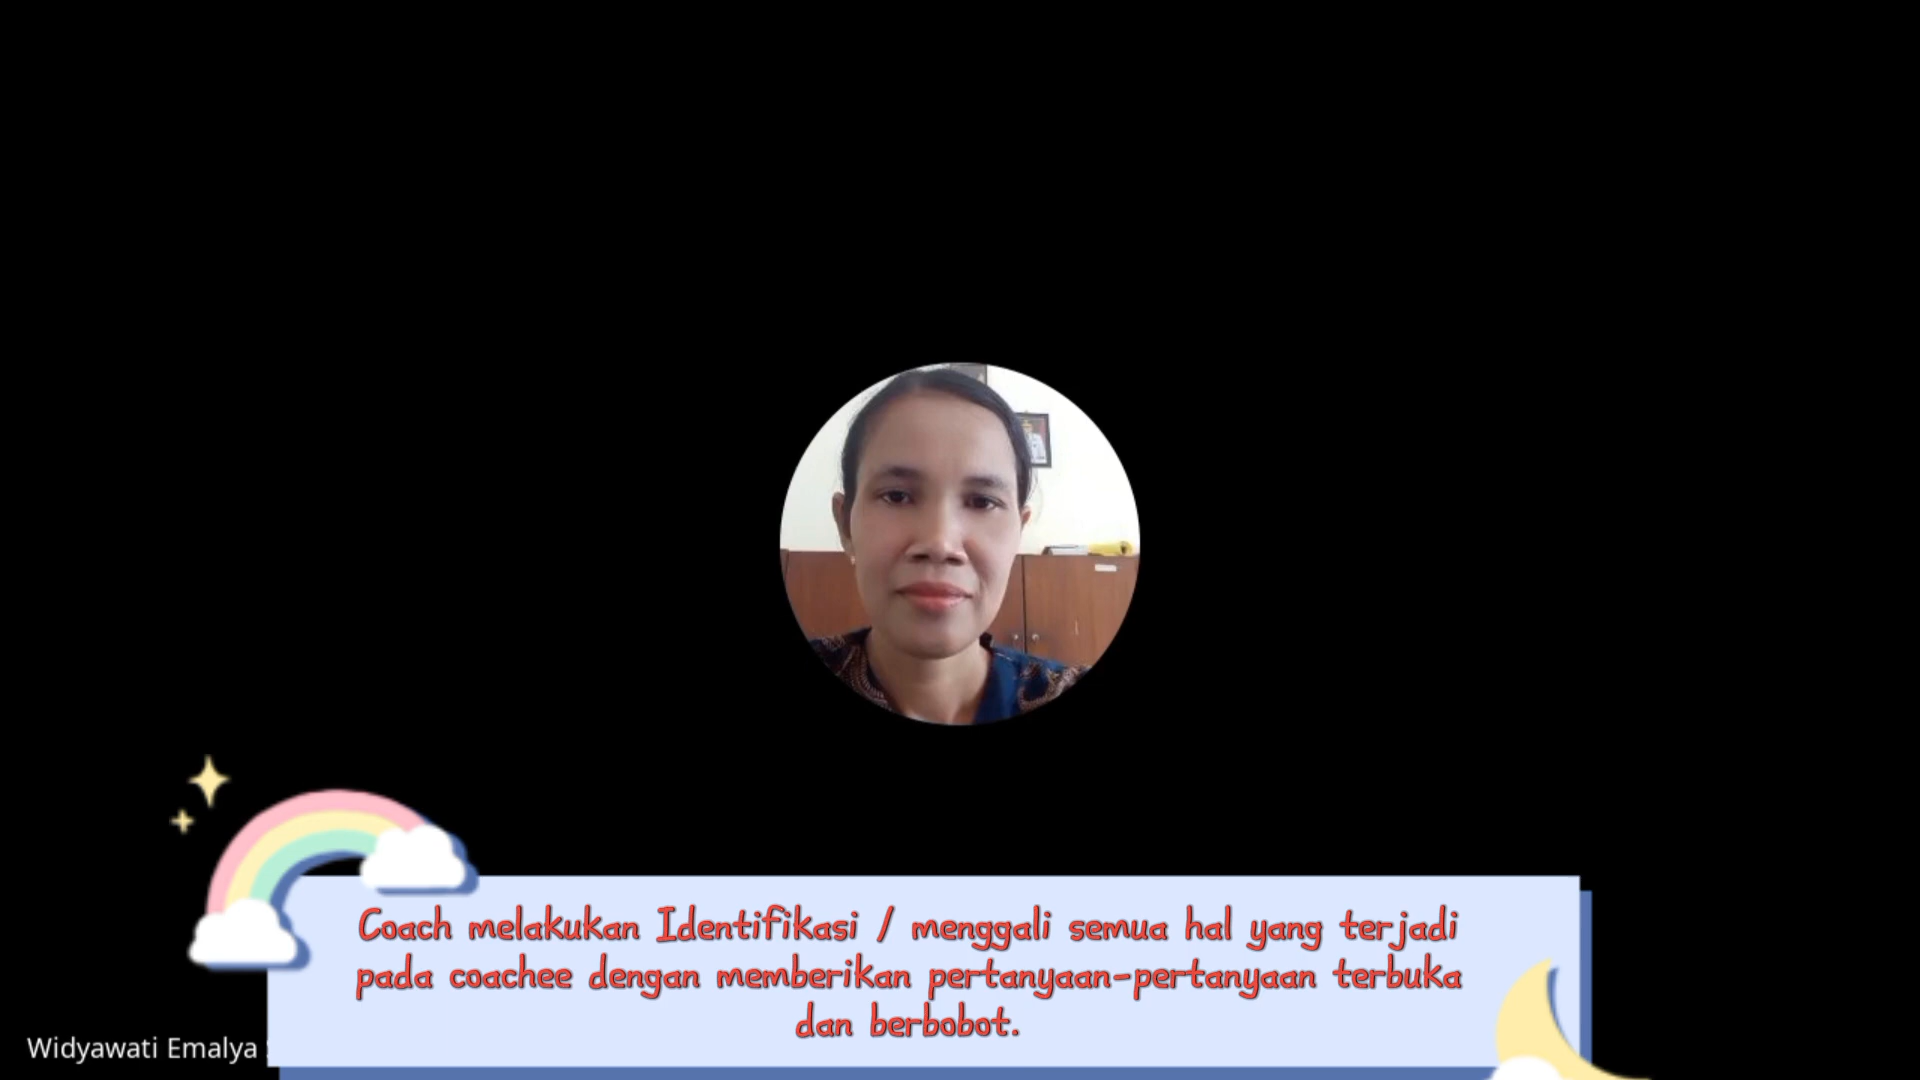 Coach melakukan Identifikasi / menggali semua hal yang terjadi
pada coachee dengan memberikan pertanyaan-pertanyaan terbuka
dan berbobot.
Widyawati Emalya